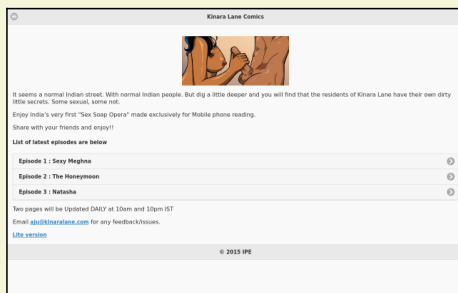 Kinara Lane Comics
It seems a normal Indian street. With normal Indian people. But dig a little deeper and you will find that the residents of Kinara Lane have their own dirty
little secrets. Some sexual, some not.
Enjoy India's very first "Sex Soap Opera" made exclusively for Mobile phone reading.
Share with your friends and enjoy!!
List of latest episodes are below
Episode 1 : Sexy Meghna
Episode 2 : The Honeymoon
Episode 3 : Natasha
Two pages will be Updated DAILY at 10am and 10pm IST
Email aju@kinaralane.com for any feedback/issues.
Lite version
© 2015 IPE